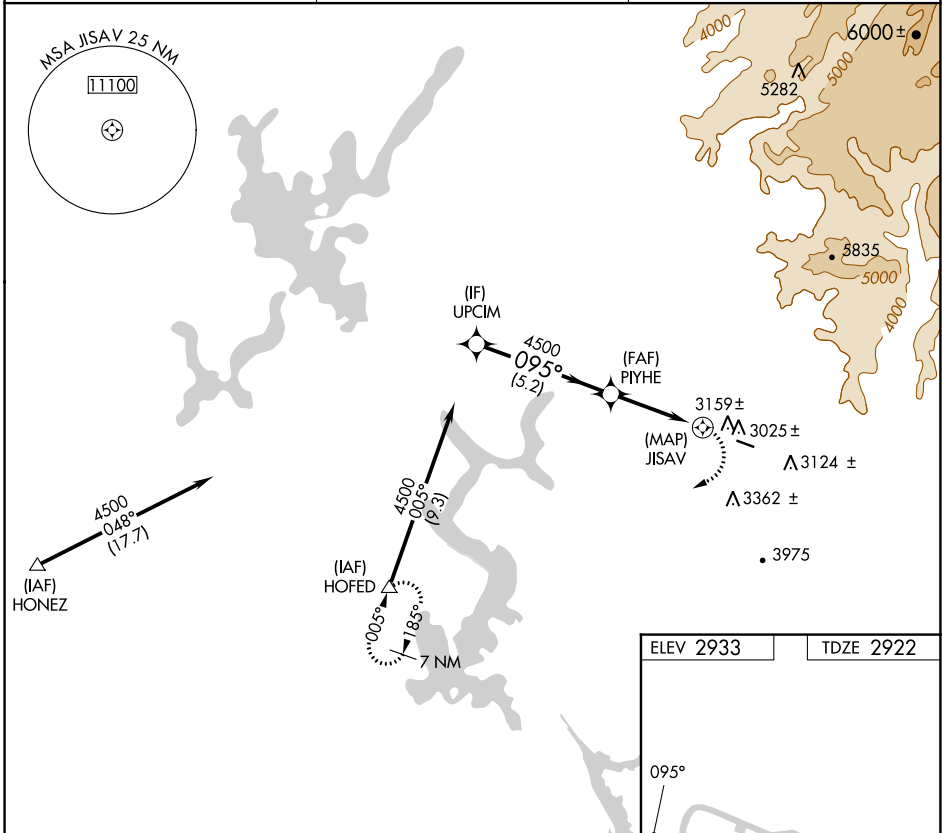 MSA JISAV 25 NM
11100
4000
6000±
5000
5282
5835
5000
4000
(IF)
UPCIM
4500
095°
(5.2)
(FAF)
PIYHE
3159±
3025±
(MAP)
JISAV
3124 ±
3362 ±
3975
4500
048°
(17.7)
(IAF)
HONEZ
4500
005°
(9.3)
(IAF)
HOFED
005°
185°
7 NM
ELEV 2933
TDZE 2922
095°